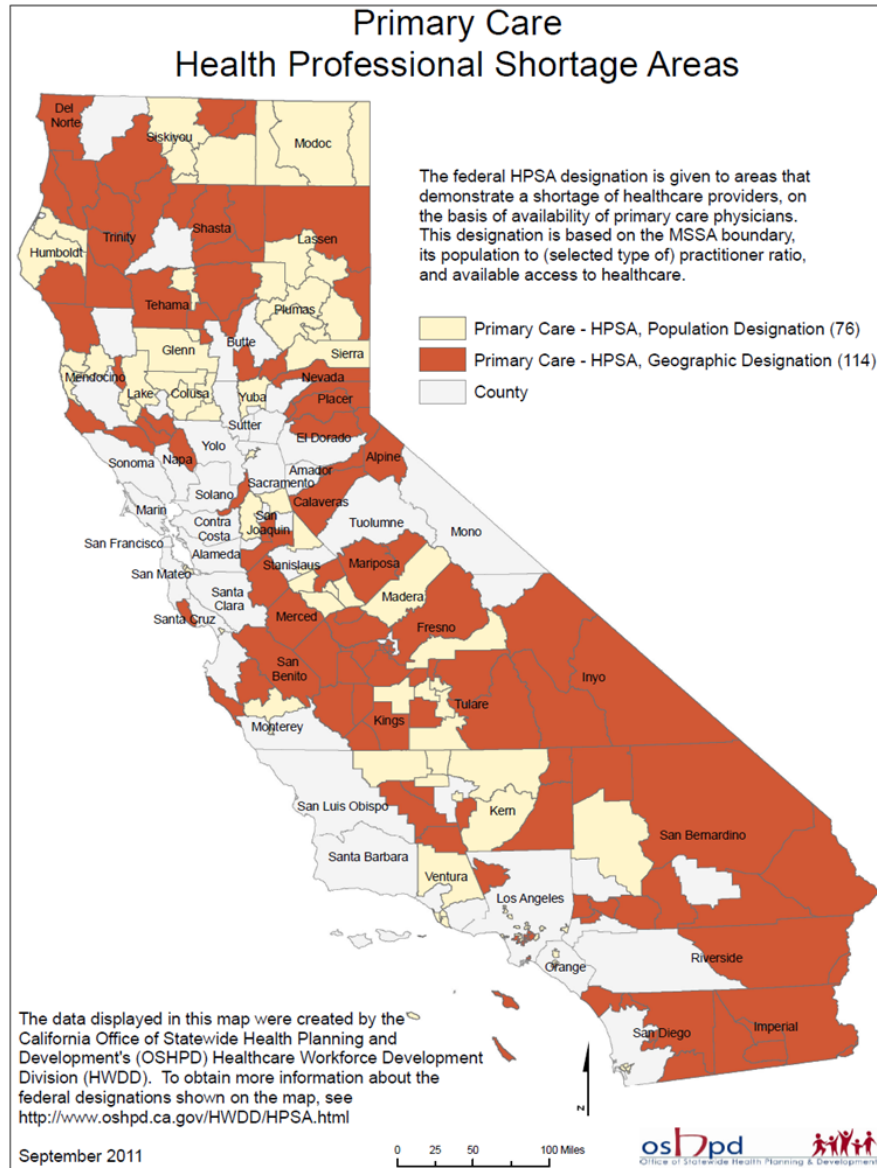 Primary Care
Health Professional Shortage Areas
The federal HPSA designation is given to areas that
demonstrate a shortage of healthcare providers, on
the basis of availability of primary care physicians.
This designation is based on the MSSA boundary,
its population to (selected type of) practitioner ratio,
and available access to healthcare.
Primary Care - HPSA, Population Designation (76)
Primary Care - HPSA, Geographic Designation (114)
County
Del
Norte
Siskiyou
Modoc
Trinity
Shasta
Lassen
Humboldt
Tehama
Plumas
Glenn
Butte
Sierra
Mendocino
Lake
Colusa
Yuba
Nevada
Placer
Sutter
El Dorado
Yolo
Napa
Sonoma
Alpine
Amador
Sacramento
Solano
Marin
Calaveras
Contra
Costa
San
Joaquin
Tuolumne
Mono
San Francisco
Alameda
Stanislaus
San Mateo
Mariposa
Santa
Clara
Madera
Santa Cruz
Merced
Fresno
San
Benito
Inyo
Tulare
Kings
Monterey
San Luis Obispo
Kern
San Bernardino
Santa Barbara
Ventura
Los Angeles
Orange
Riverside
San Diego
Imperial
The data displayed in this map were created by the
California Office of Statewide Health Planning and
Development's (OSHPD) Healthcare Workforce Development
Division (HWDD). To obtain more information about the
federal designations shown on the map, see
http://www.oshpd.ca.gov/HWDD/HPSA.html
September 2011
0 25 50 100 Miles
N
oshpd
Office of Statewide Health Planning & Development